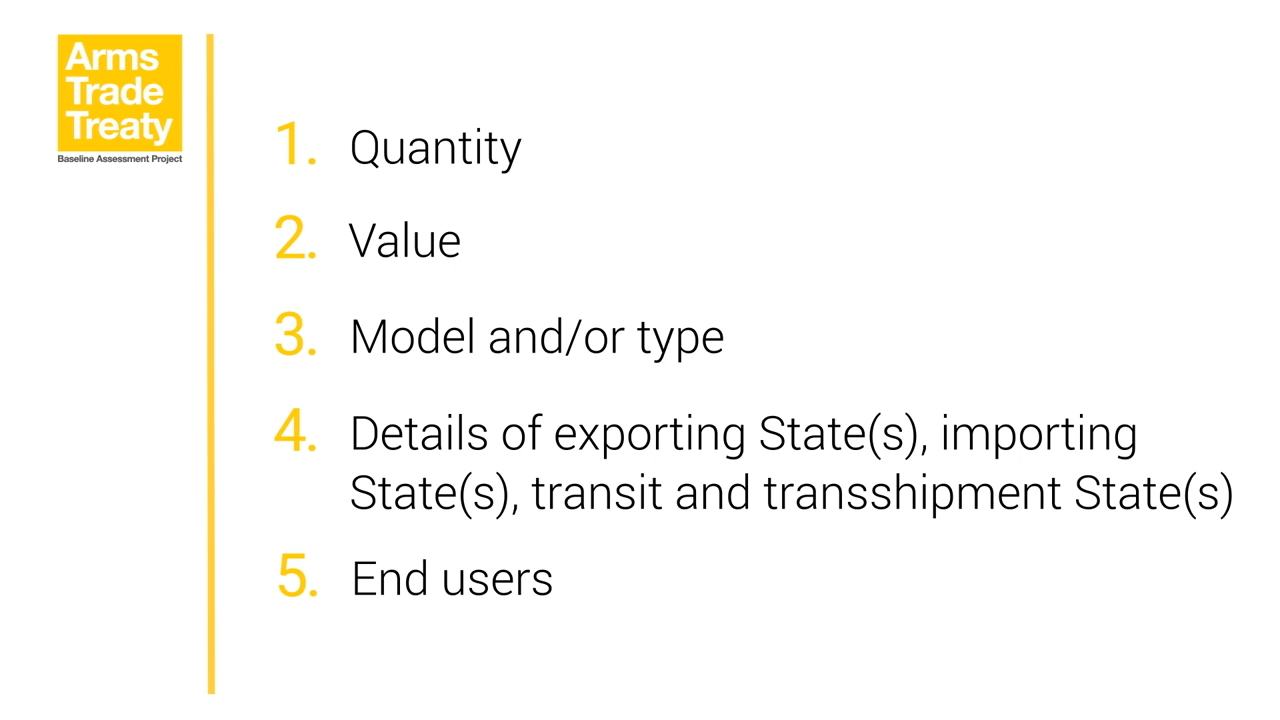 Arms
Trade
Treaty
Baseline Assessment Project
1. Quantity
2. Value
3. Model and/or type
4. Details of exporting State(s), importing
State(s), transit and transshipment State(s)
5. End users